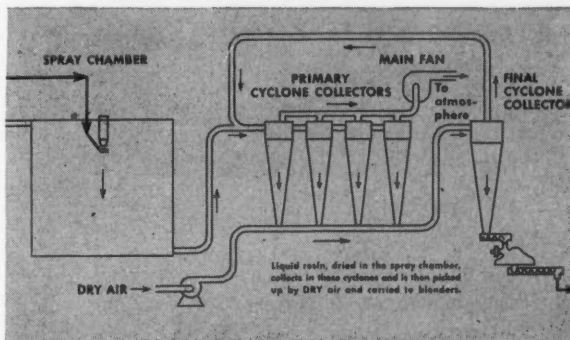 SPRAY CHAMBER
PRIMARY
CYCLONE COLLECTORS
MAIN FAN
To
atmos-
phere
FINAL
CYCLONE
COLLECTOR
DRY AIR
Liquid resin, dried in the spray chamber,
collects in these cyclones and is then picked
up by DRY air and carried to blenders.